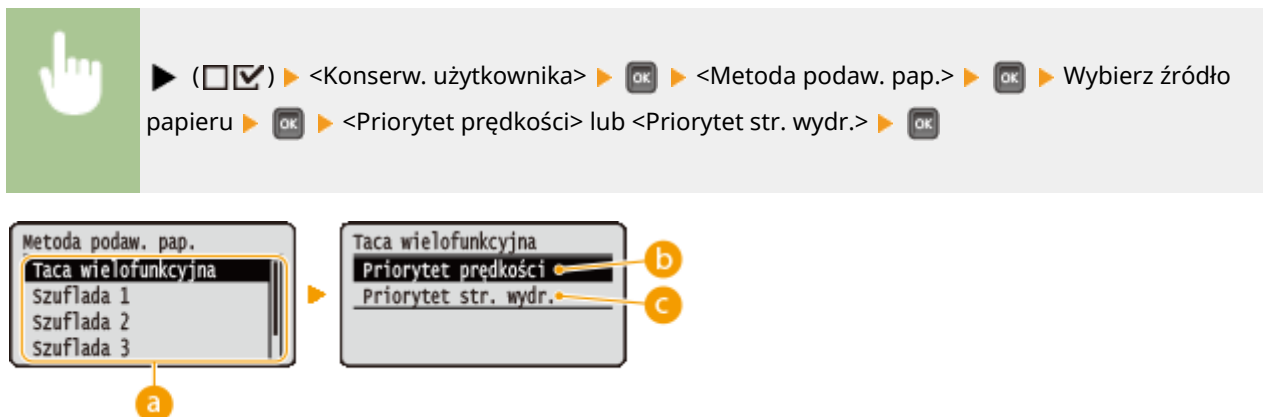 ▶ (☐ ☑) ▶ <Konserw. użytkownika> ▶ OK ▶ <Metoda podaw. pap.> ▶ OK ▶ Wybierz źródło
papieru ▶ OK ▶ <Priorytet prędkości> lub <Priorytet str. wydr.> ▶ OK
Metoda podaw. pap.
Taca wielofunkcyjna
Szuflada 1
Szuflada 2
Szuflada 3
a
Taca wielofunkcyjna
Priorytet prędkości
b
Priorytet str. wydr.
c